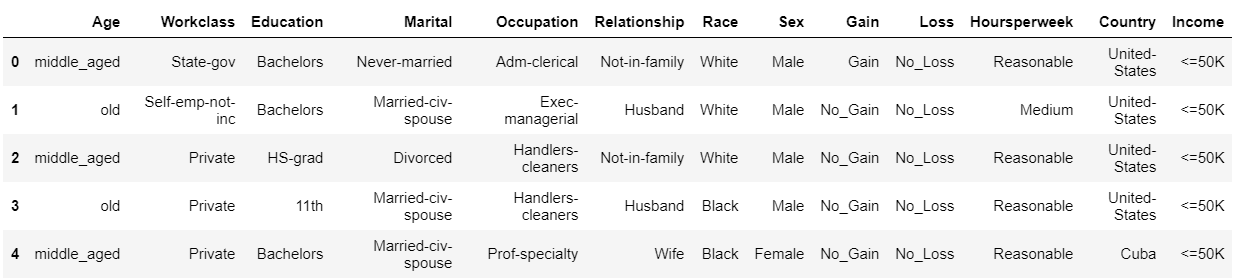 Age Workclass Education Marital Occupation Relationship Race Sex Gain Loss Hoursperweek Country Income
0 middle_aged State-gov Bachelors Never-married Adm-clerical Not-in-family White Male Gain No_Loss Reasonable United-States <=50K
1 old Self-emp-not-inc Bachelors Married-civ-spouse Exec-managerial Husband White Male No_Gain No_Loss Medium United-States <=50K
2 middle_aged Private HS-grad Divorced Handlers-cleaners Not-in-family White Male No_Gain No_Loss Reasonable United-States <=50K
3 old Private 11th Married-civ-spouse Handlers-cleaners Husband Black Male No_Gain No_Loss Reasonable United-States <=50K
4 middle_aged Private Bachelors Married-civ-spouse Prof-specialty Wife Black Female No_Gain No_Loss Reasonable Cuba <=50K